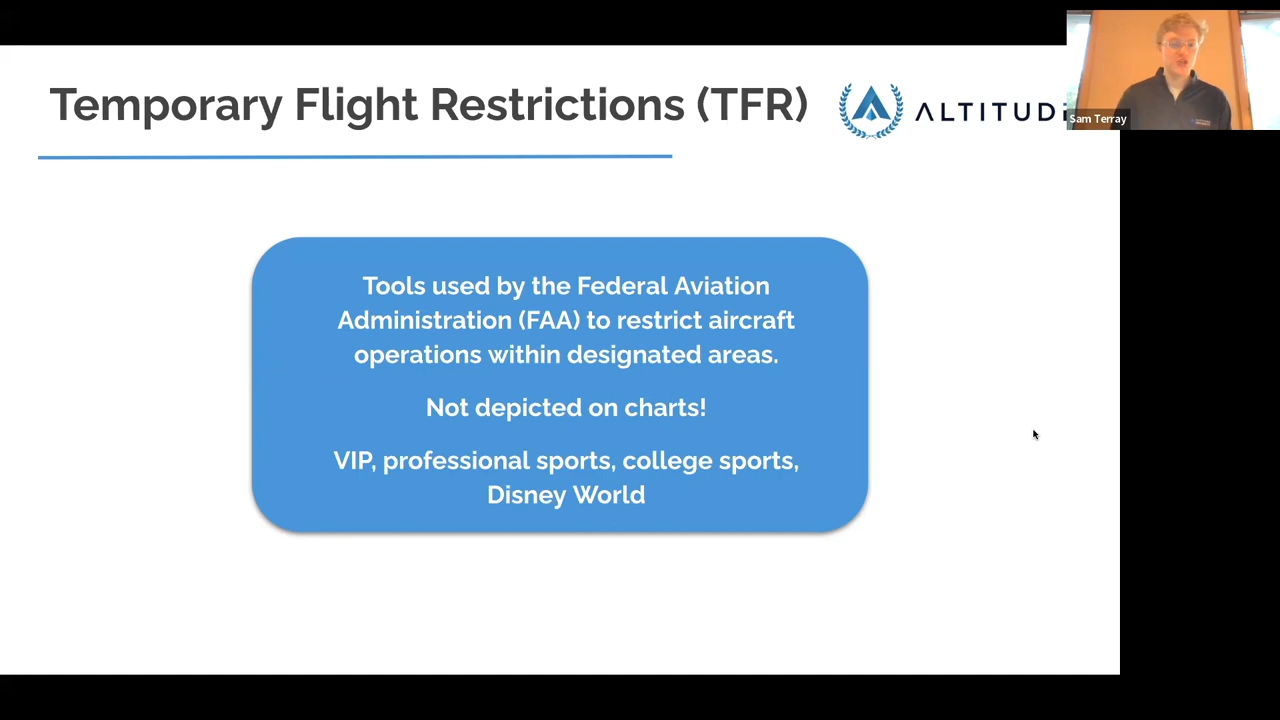 Temporary Flight Restrictions (TFR)
ALTITUD
Sam Terray
Tools used by the Federal Aviation
Administration (FAA) to restrict aircraft
operations within designated areas.
Not depicted on charts!
VIP, professional sports, college sports,
Disney World